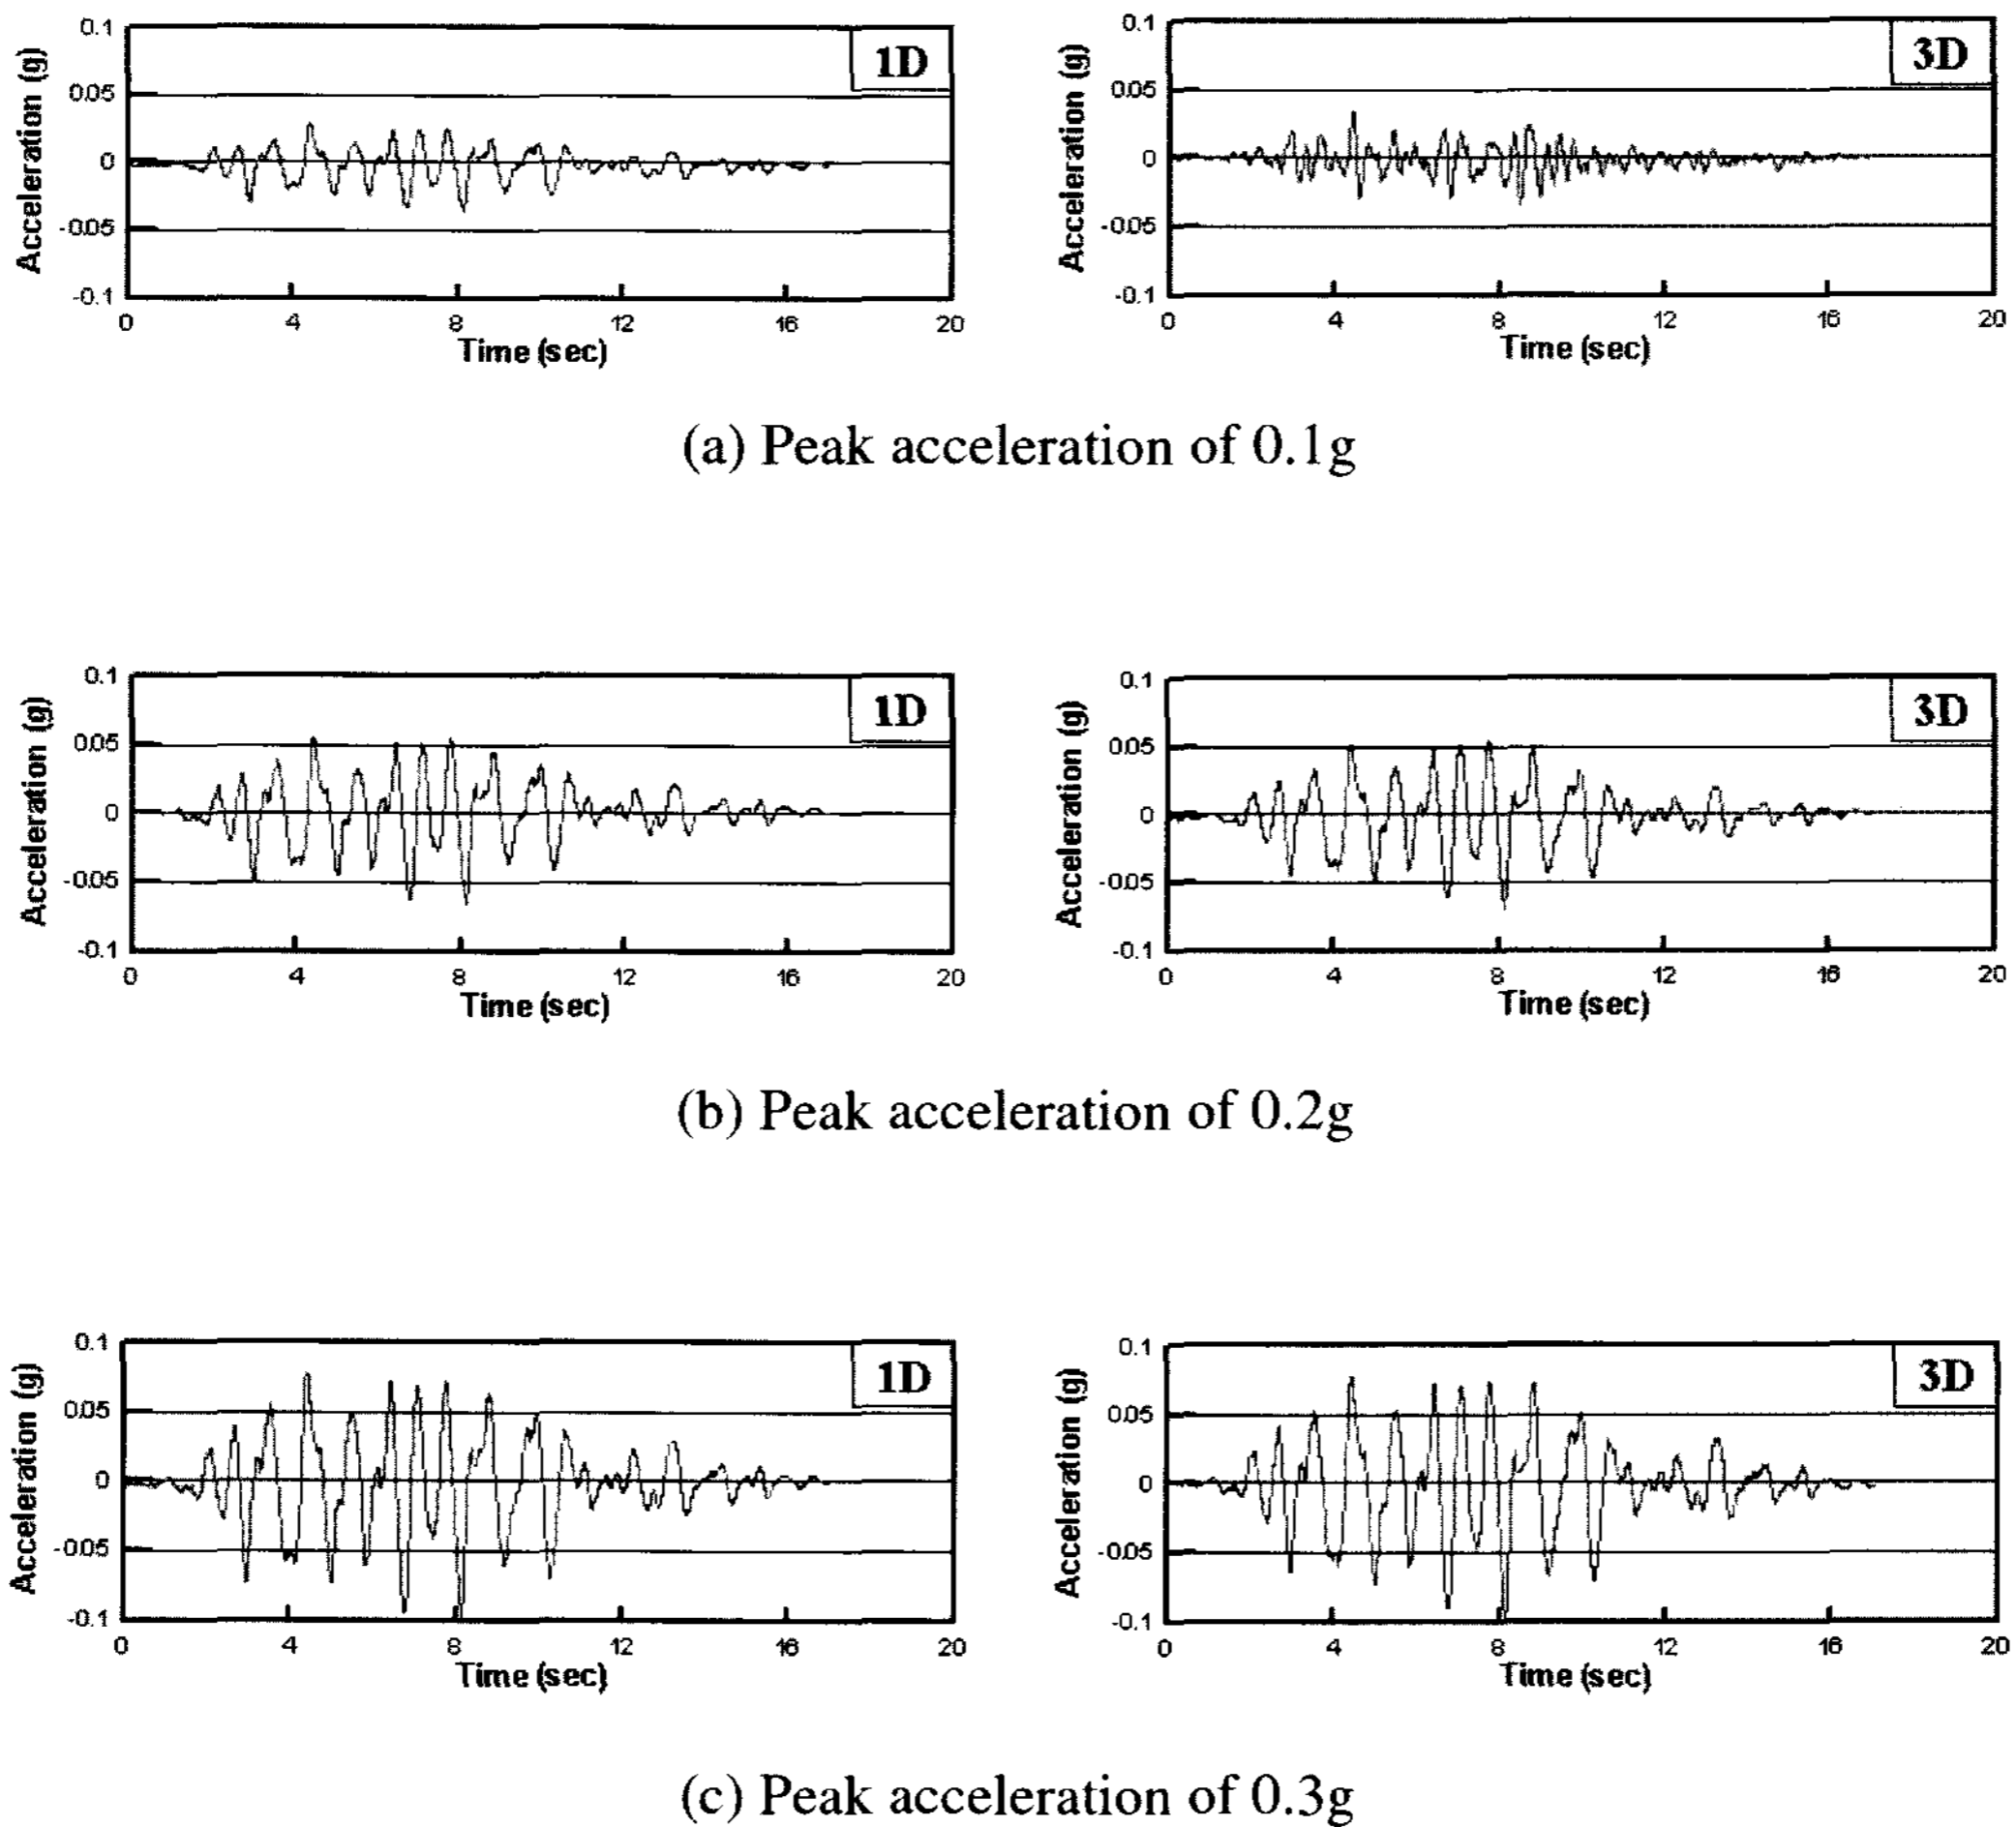 0.1
1D
0.05
0
-0.05
-0.1
Acceleration (g)
0 4 8 12 16 20
Time (sec)
0.1
3D
0.05
0
-0.05
-0.1
Acceleration (g)
0 4 8 12 16 20
Time (sec)
(a) Peak acceleration of 0.1g
0.1
1D
0.05
0
-0.05
-0.1
Acceleration (g)
0 4 8 12 16 20
Time (sec)
0.1
3D
0.05
0
-0.05
-0.1
Acceleration (g)
0 4 8 12 16 20
Time (sec)
(b) Peak acceleration of 0.2g
0.1
1D
0.05
0
-0.05
-0.1
Acceleration (g)
0 4 8 12 16 20
Time (sec)
0.1
3D
0.05
0
-0.05
-0.1
Acceleration (g)
0 4 8 12 16 20
Time (sec)
(c) Peak acceleration of 0.3g